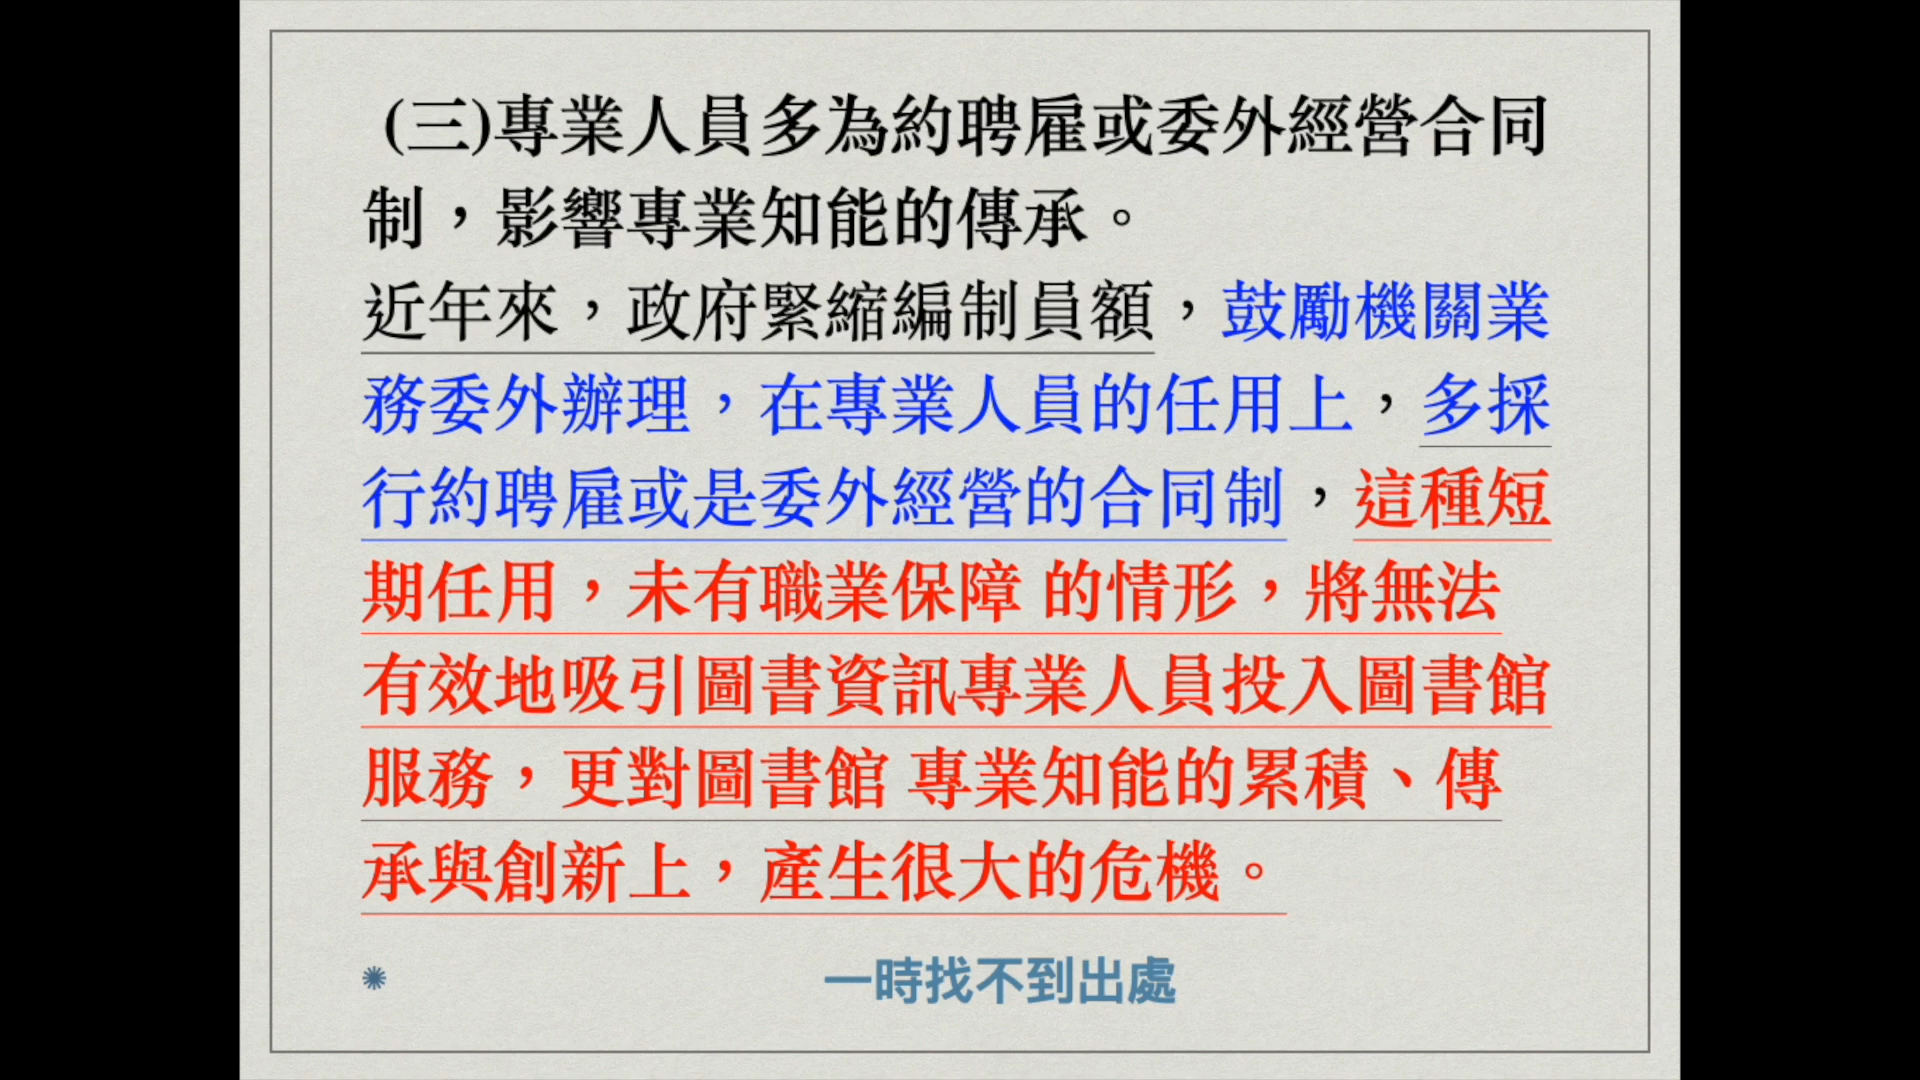 (三)專業人員多為約聘雇或委外經營合同
制，影響專業知能的傳承。
近年來，政府緊縮編制員額，鼓勵機關業
務委外辦理，在專業人員的任用上，多採
行約聘雇或是委外經營的合同制，這種短
期任用，未有職業保障 的情形，將無法
有效地吸引圖書資訊專業人員投入圖書館
服務，更對圖書館 專業知能的累積、傳
承與創新上，產生很大的危機。
一時找不到出處